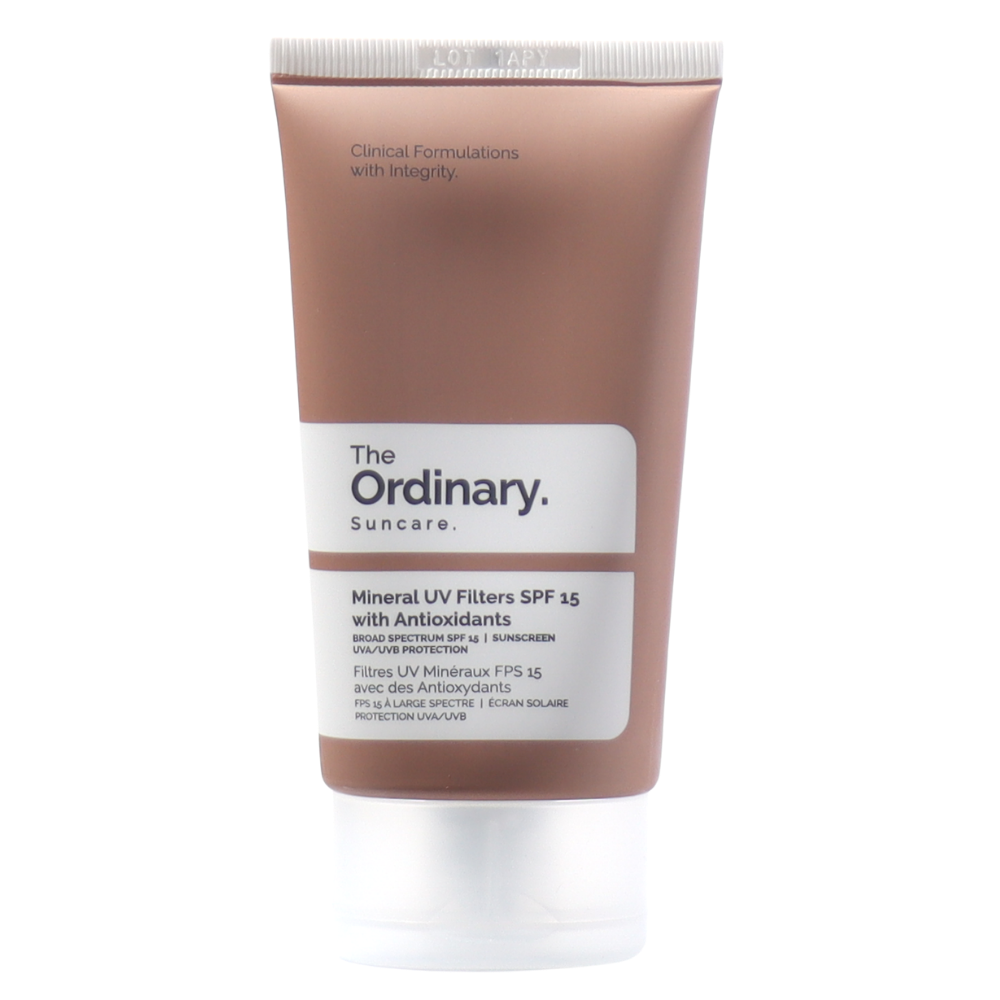 LOT 1APY
Clinical Formulations
with Integrity.
The
Ordinary.
Suncare.
Mineral UV Filters SPF 15
with Antioxidants
BROAD SPECTRUM SPF 15 | SUNSCREEN
UVA/UVB PROTECTION
Filtres UV Minéraux FPS 15
avec des Antioxydants
FPS 15 À LARGE SPECTRE | ÉCRAN SOLAIRE
PROTECTION UVA/UVB